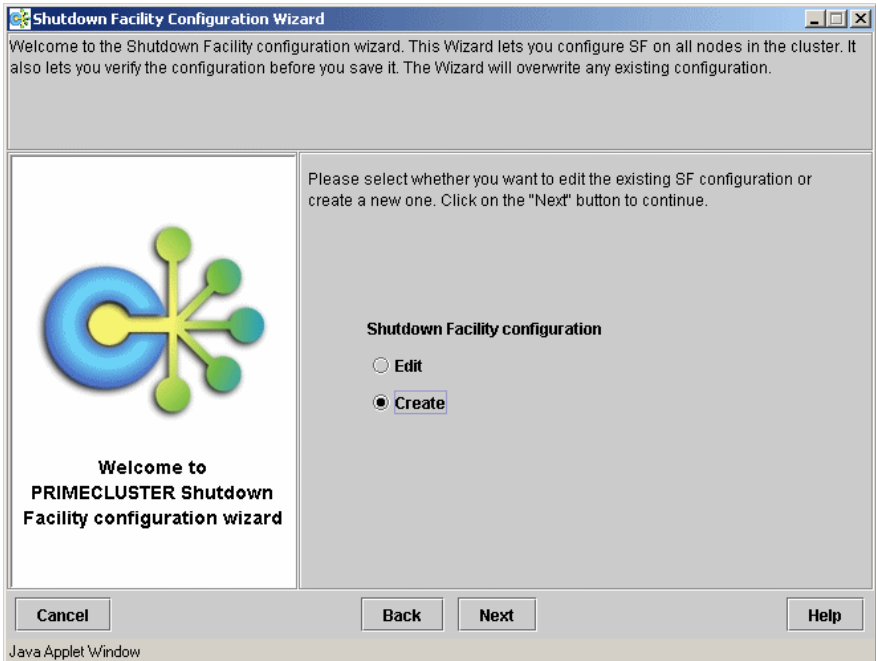 Shutdown Facility Configuration Wizard
Welcome to the Shutdown Facility configuration wizard. This Wizard lets you configure SF on all nodes in the cluster. It
also lets you verify the configuration before you save it. The Wizard will overwrite any existing configuration.
Please select whether you want to edit the existing SF configuration or
create a new one. Click on the "Next" button to continue.
Shutdown Facility configuration
Edit
Create
Welcome to
PRIMECLUSTER Shutdown
Facility configuration wizard
Cancel
Back
Next
Help
Java Applet Window